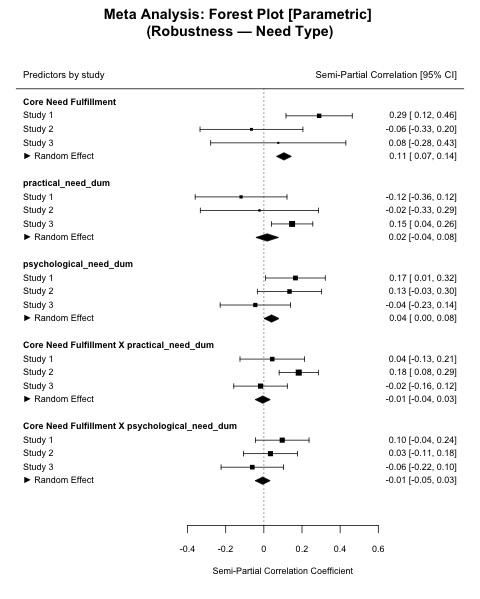 Meta Analysis: Forest Plot [Parametric]
(Robustness — Need Type)
Predictors by study Semi-Partial Correlation [95% CI]
Core Need Fulfillment
Study 1 0.29 [ 0.12, 0.46]
Study 2 -0.06 [-0.33, 0.20]
Study 3 0.08 [-0.28, 0.43]
► Random Effect 0.11 [ 0.07, 0.14]
practical_need_dum
Study 1 -0.12 [-0.36, 0.12]
Study 2 -0.02 [-0.33, 0.29]
Study 3 0.15 [ 0.04, 0.26]
► Random Effect 0.02 [-0.04, 0.08]
psychological_need_dum
Study 1 0.17 [ 0.01, 0.32]
Study 2 0.13 [-0.03, 0.30]
Study 3 -0.04 [-0.23, 0.14]
► Random Effect 0.04 [ 0.00, 0.08]
Core Need Fulfillment X practical_need_dum
Study 1 0.04 [-0.13, 0.21]
Study 2 0.18 [ 0.08, 0.29]
Study 3 -0.02 [-0.16, 0.12]
► Random Effect -0.01 [-0.04, 0.03]
Core Need Fulfillment X psychological_need_dum
Study 1 0.10 [-0.04, 0.24]
Study 2 0.03 [-0.11, 0.18]
Study 3 -0.06 [-0.22, 0.10]
► Random Effect -0.01 [-0.05, 0.03]
-0.4 -0.2 0 0.2 0.4 0.6
Semi-Partial Correlation Coefficient